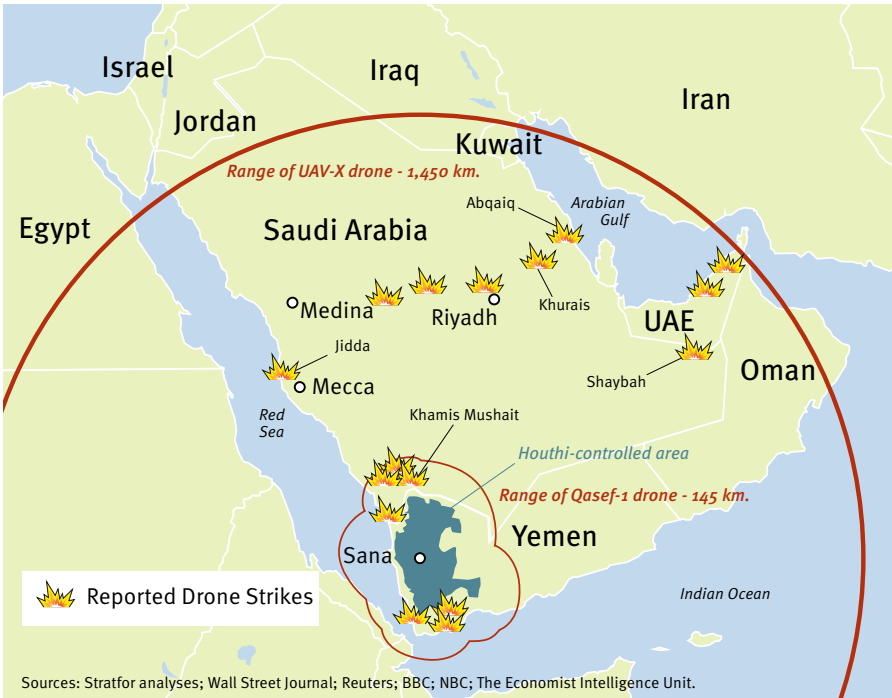 Israel
Iraq
Iran
Jordan
Kuwait
Range of UAV-X drone - 1,450 km.
Egypt
Abqaiq
Arabian
Gulf
Saudi Arabia
Khurais
Medina
Riyadh
UAE
Jidda
Shaybah
Oman
Mecca
Red
Sea
Khamis Mushait
Houthi-controlled area
Range of Qasef-1 drone - 145 km.
Yemen
Sana
Reported Drone Strikes
Indian Ocean
Sources: Stratfor analyses; Wall Street Journal; Reuters; BBC; NBC; The Economist Intelligence Unit.